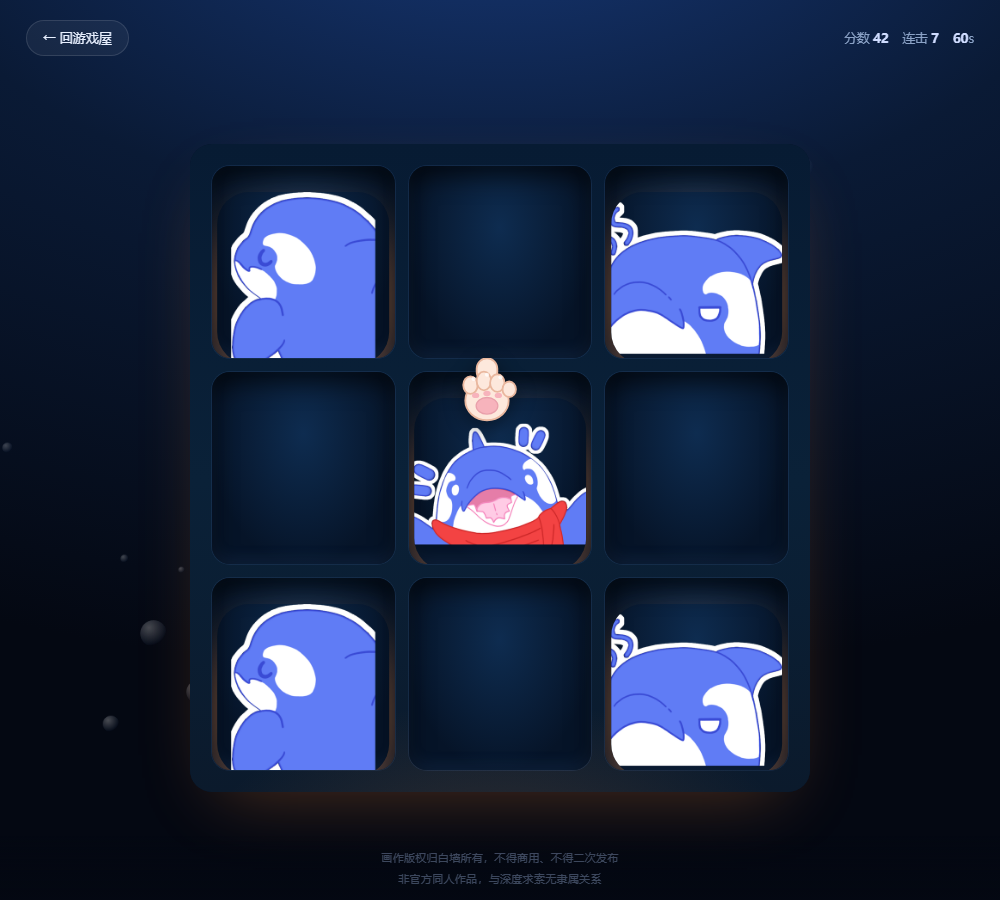 ← 回游戏屋
分数 42 连击 7 60s
画作版权归白墙所有，不得商用、不得二次发布
非官方同人作品，与深度求索无隶属关系